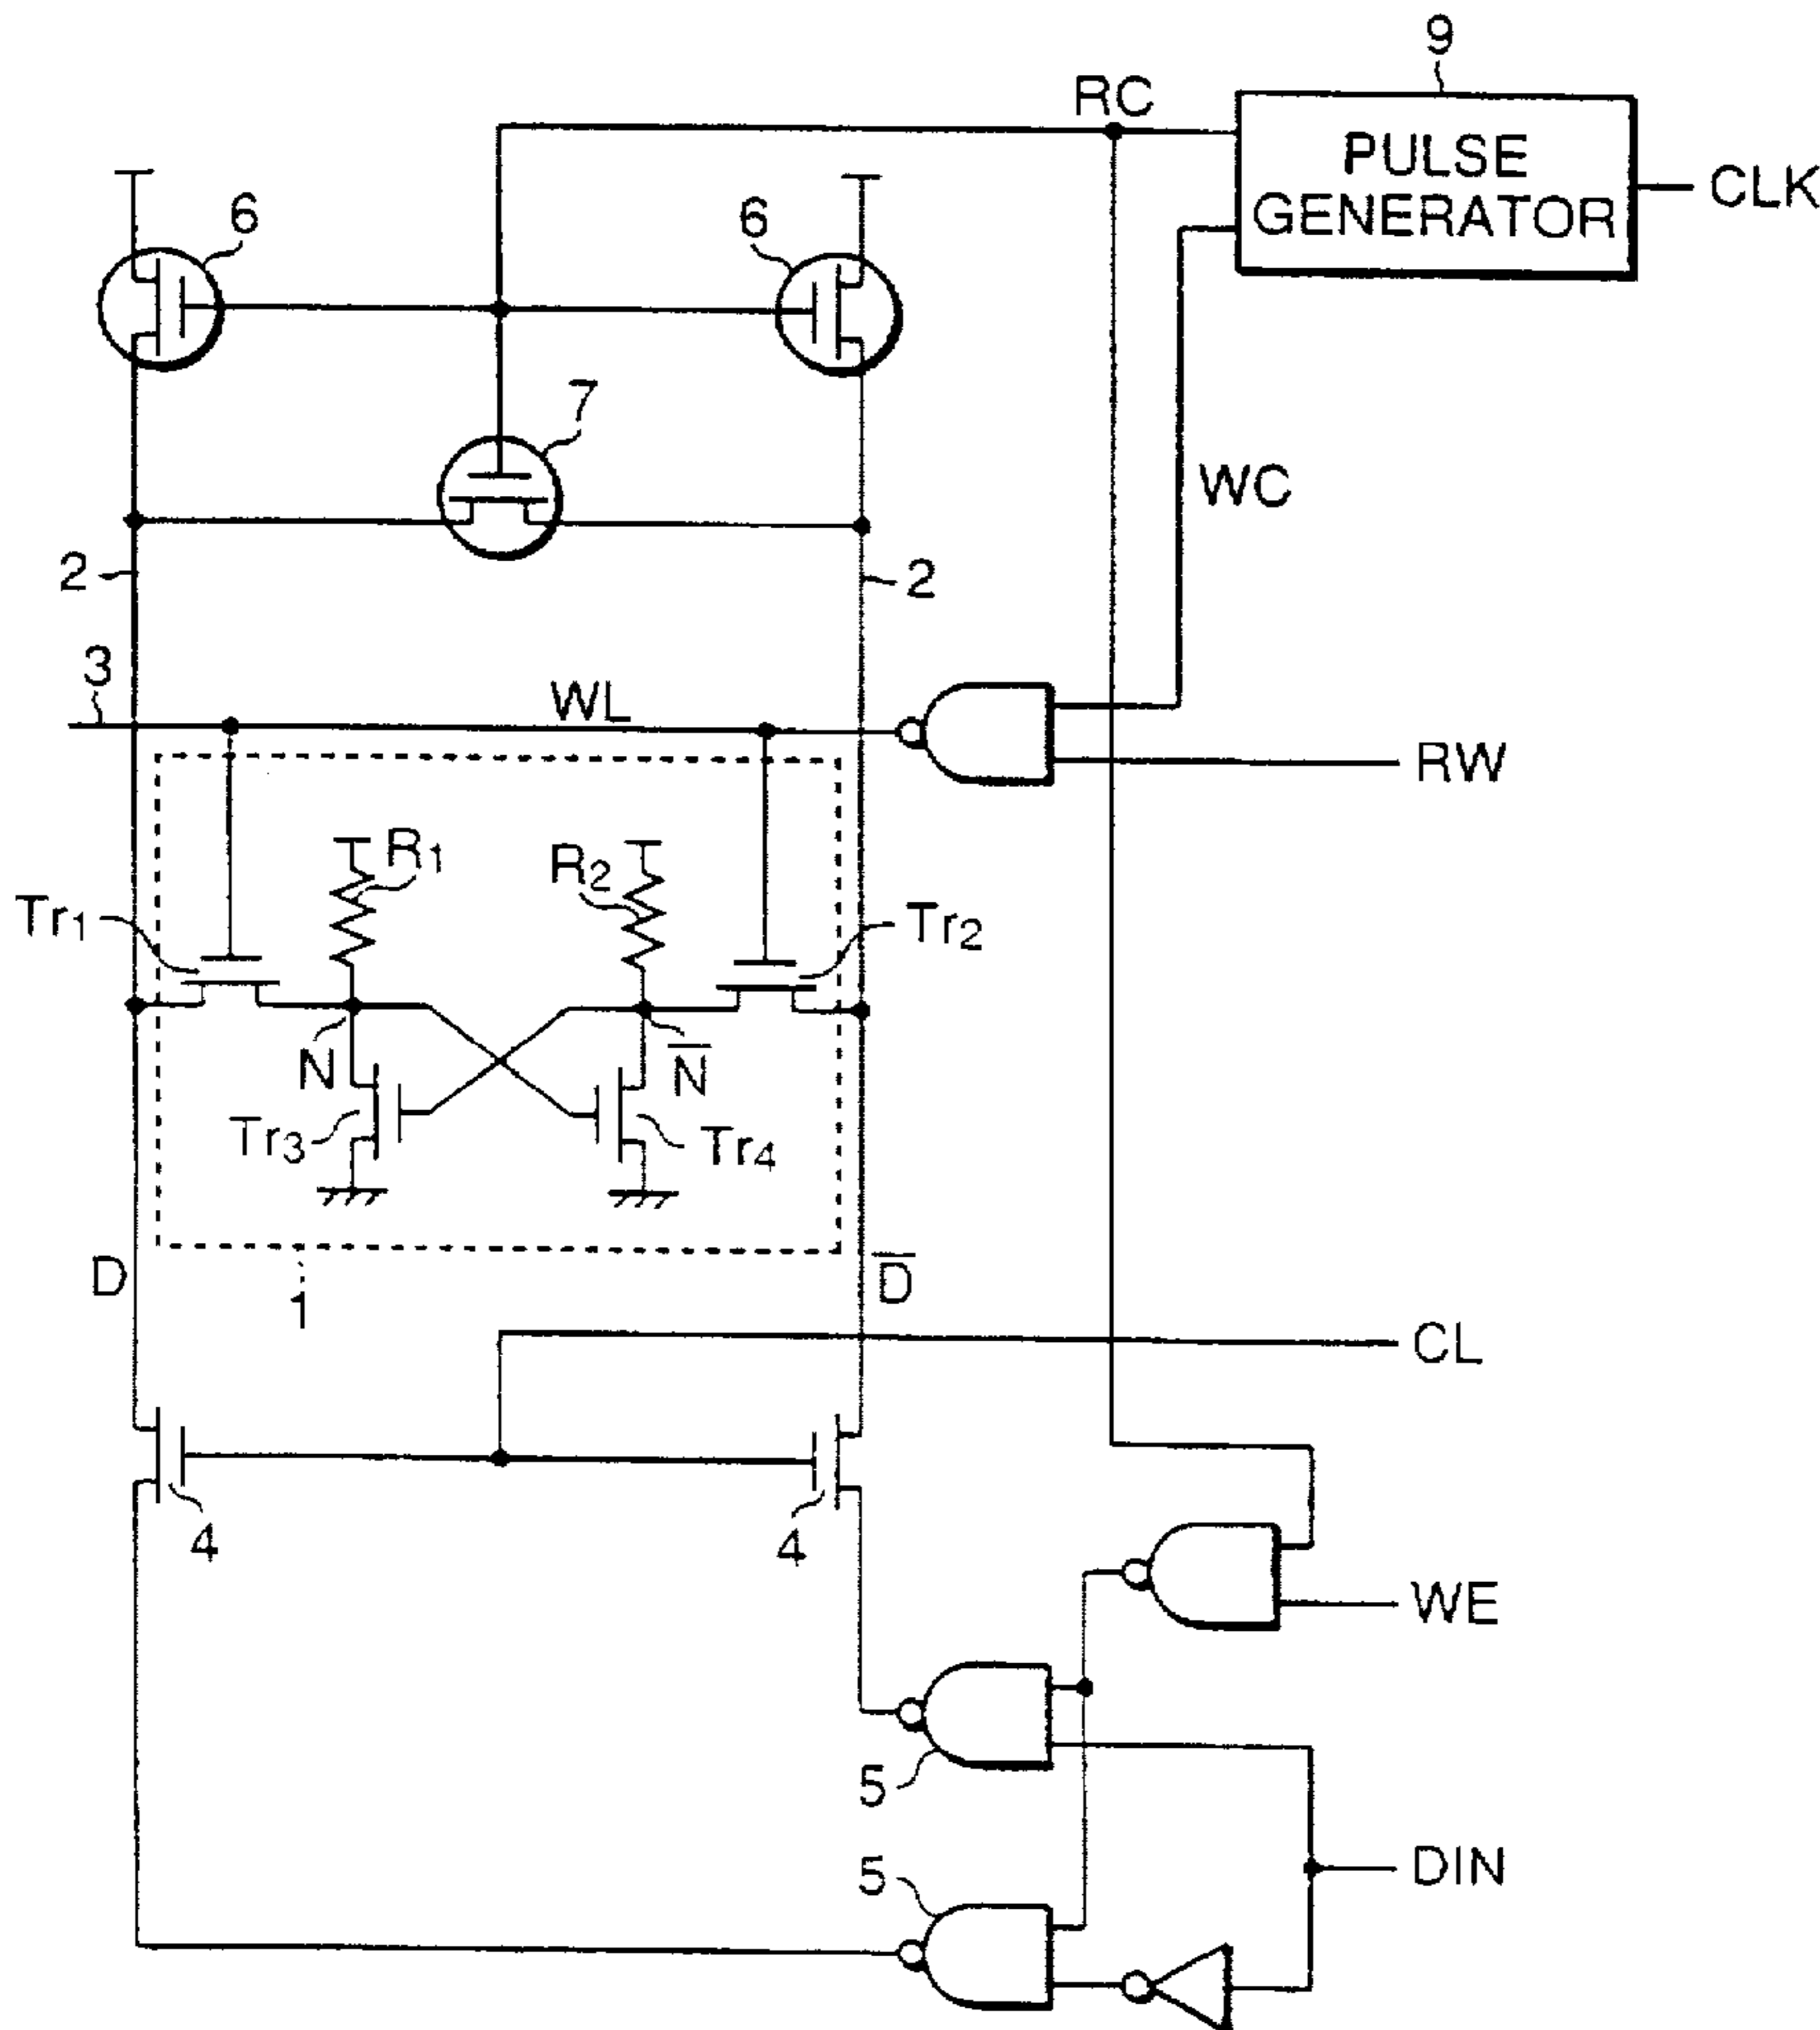 9
RC
PULSE
GENERATOR
CLK
6
6
7
WC
2
2
3
WL
RW
R1
R2
Tr1
Tr2
N
N̅
Tr3
Tr4
D
D̅
1
CL
4
4
WE
5
5
DIN